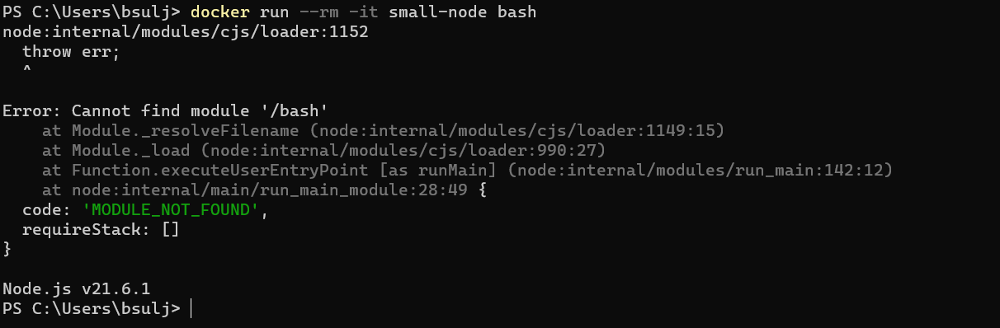 PS C:\Users\bsulj> docker run --rm -it small-node bash
node:internal/modules/cjs/loader:1152
  throw err;
  ^

Error: Cannot find module '/bash'
    at Module._resolveFilename (node:internal/modules/cjs/loader:1149:15)
    at Module._load (node:internal/modules/cjs/loader:990:27)
    at Function.executeUserEntryPoint [as runMain] (node:internal/modules/run_main:142:12)
    at node:internal/main/run_main_module:28:49 {
  code: 'MODULE_NOT_FOUND',
  requireStack: []
}

Node.js v21.6.1
PS C:\Users\bsulj>